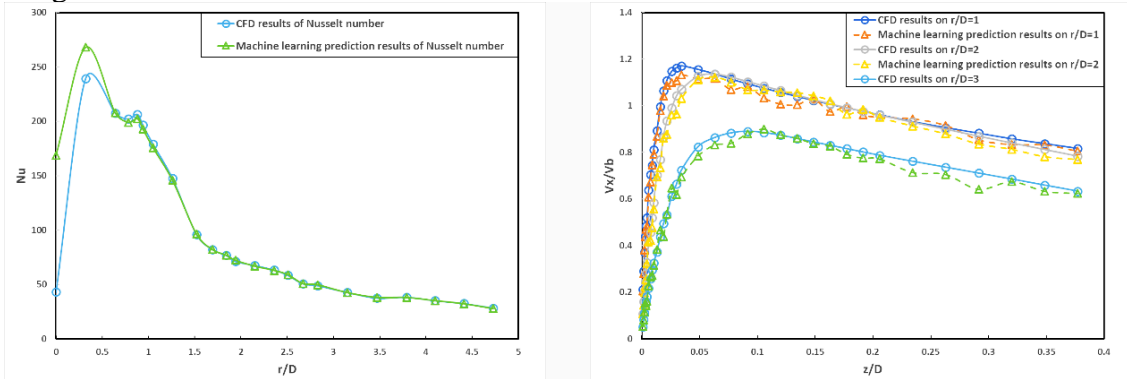 CFD results of Nusselt number
Machine learning prediction results of Nusselt number
300
250
200
150
100
50
0
Nu
0 0.5 1 1.5 2 2.5 3 3.5 4 4.5 5
r/D
CFD results on r/D=1
Machine learning prediction results on r/D=1
CFD results on r/D=2
Machine learning prediction results on r/D=2
CFD results on r/D=3
1.4
1.2
1
0.8
0.6
0.4
0.2
0
Vx/Vb
0 0.05 0.1 0.15 0.2 0.25 0.3 0.35 0.4
z/D